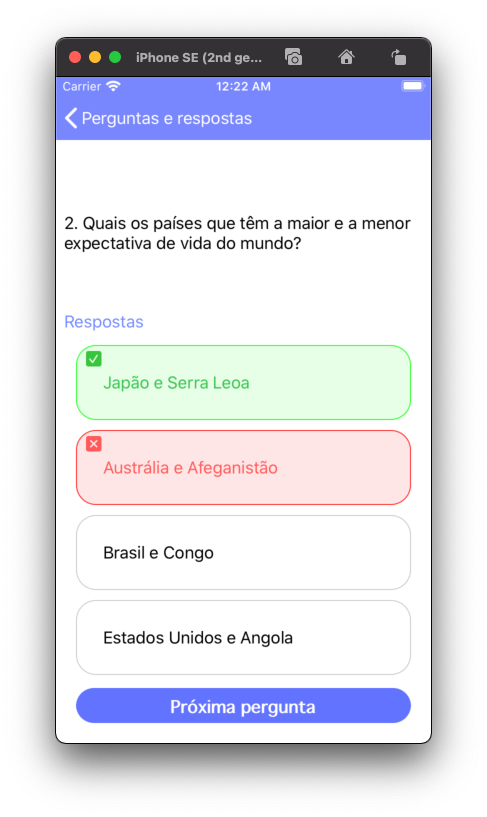 iPhone SE (2nd ge...
Carrier 12:22 AM
Perguntas e respostas
2. Quais os países que têm a maior e a menor
expectativa de vida do mundo?
Respostas
Japão e Serra Leoa
Austrália e Afeganistão
Brasil e Congo
Estados Unidos e Angola
Próxima pergunta